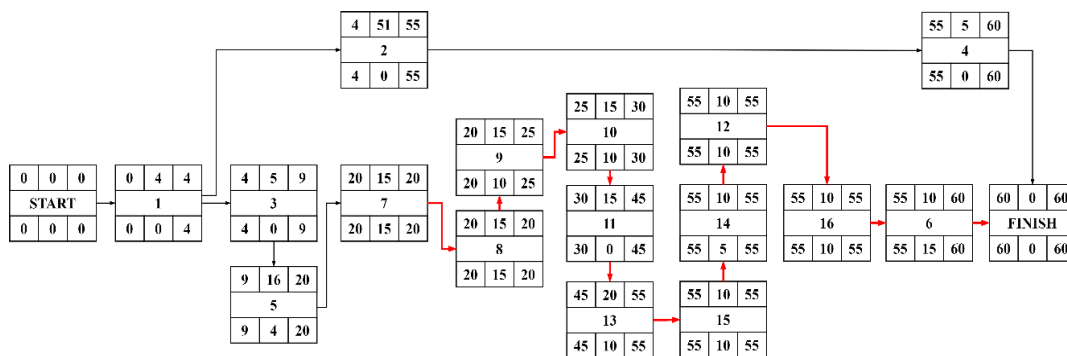 4 51 55
2
4 0 55
55 5 60
4
55 0 60
0 0 0
START
0 0 0
0 4 4
1
0 0 4
4 5 9
3
4 0 9
9 16 20
5
9 4 20
20 15 20
7
20 15 20
20 15 20
8
20 15 20
20 15 25
9
20 10 25
25 15 30
10
25 10 30
30 15 45
11
30 0 45
45 20 55
13
45 10 55
55 10 55
15
55 10 55
55 10 55
14
55 5 55
55 10 55
12
55 10 55
55 10 55
16
55 10 55
55 10 60
6
55 15 60
60 0 60
FINISH
60 0 60